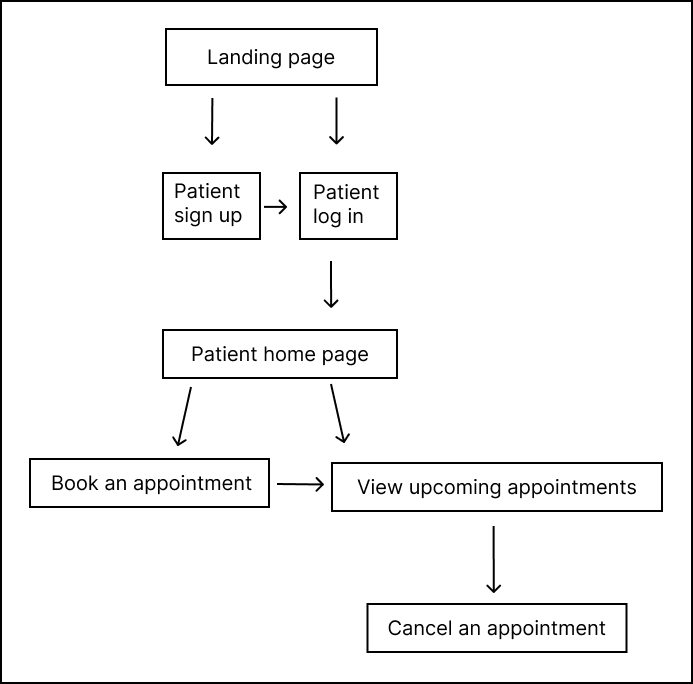 Landing page
Patient
sign up
Patient
log in
Patient home page
Book an appointment
View upcoming appointments
Cancel an appointment